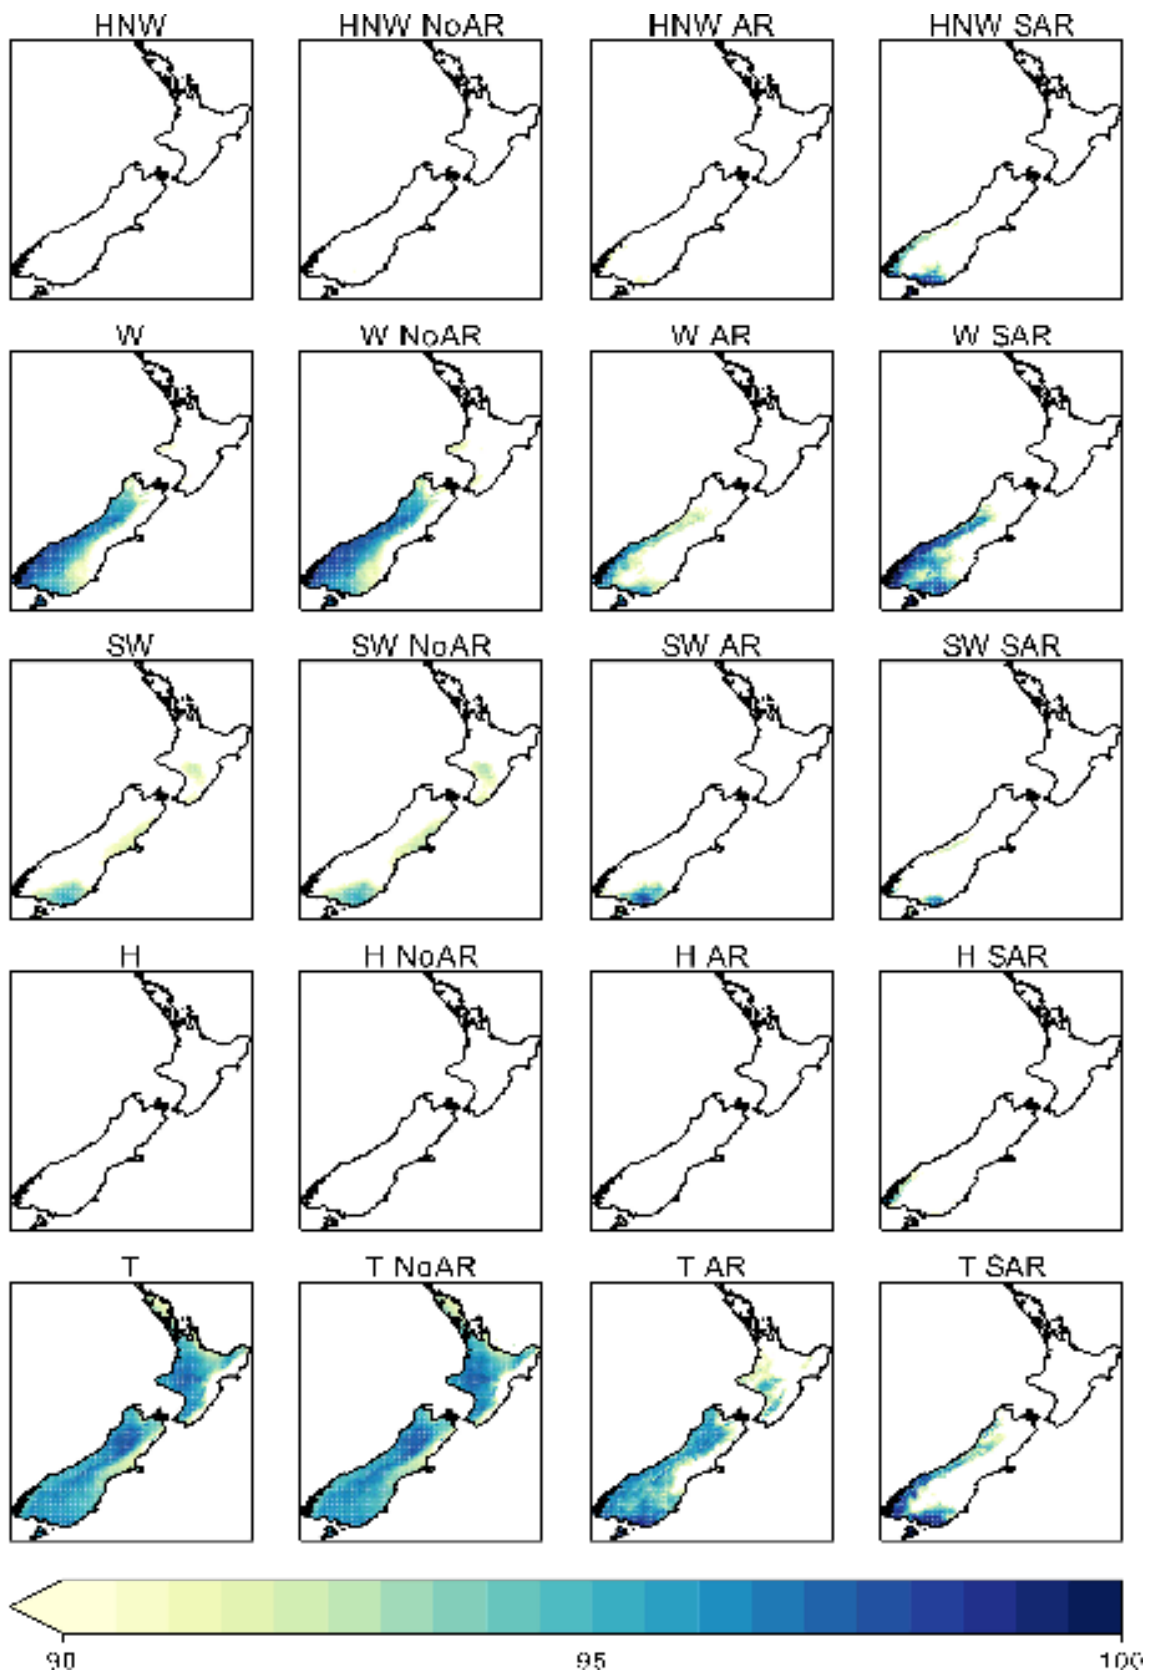 HNW HNW NoAR HNW AR HNW SAR
W W NoAR W AR W SAR
SW SW NoAR SW AR SW SAR
H H NoAR H AR H SAR
T T NoAR T AR T SAR
90 95 100